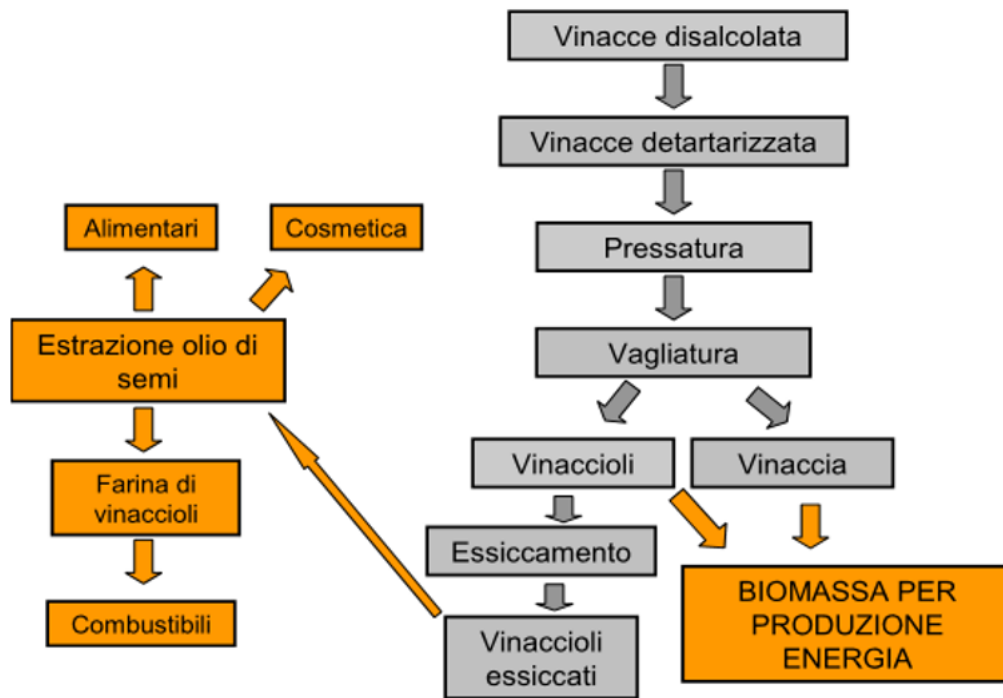 Vinacce disalcolata
Vinacce detartarizzata
Pressatura
Vagliatura
Vinaccioli
Vinaccia
Essiccamento
Vinaccioli
essiccati
BIOMASSA PER
PRODUZIONE
ENERGIA
Alimentari
Cosmetica
Estrazione olio di
semi
Farina di
vinaccioli
Combustibili